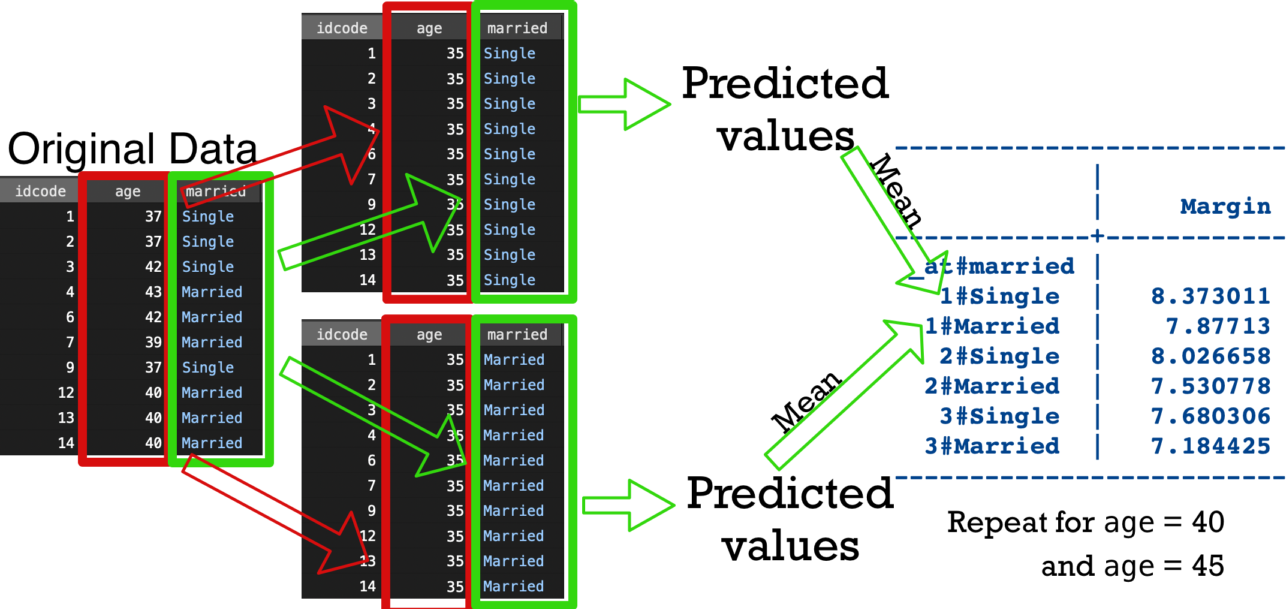 Original Data
idcode age married
1 37 Single
2 37 Single
3 42 Single
4 43 Married
6 42 Married
7 39 Married
9 37 Single
12 40 Married
13 40 Married
14 40 Married
idcode age married
1 35 Single
2 35 Single
3 35 Single
4 35 Single
6 35 Single
7 35 Single
9 35 Single
12 35 Single
13 35 Single
14 35 Single
idcode age married
1 35 Married
2 35 Married
3 35 Married
4 35 Married
6 35 Married
7 35 Married
9 35 Married
12 35 Married
13 35 Married
14 35 Married
Predicted
values
Mean
Predicted
values
Mean
Margin
_at#married
1#Single 8.373011
1#Married 7.87713
2#Single 8.026658
2#Married 7.530778
3#Single 7.680306
3#Married 7.184425
Repeat for age = 40
and age = 45